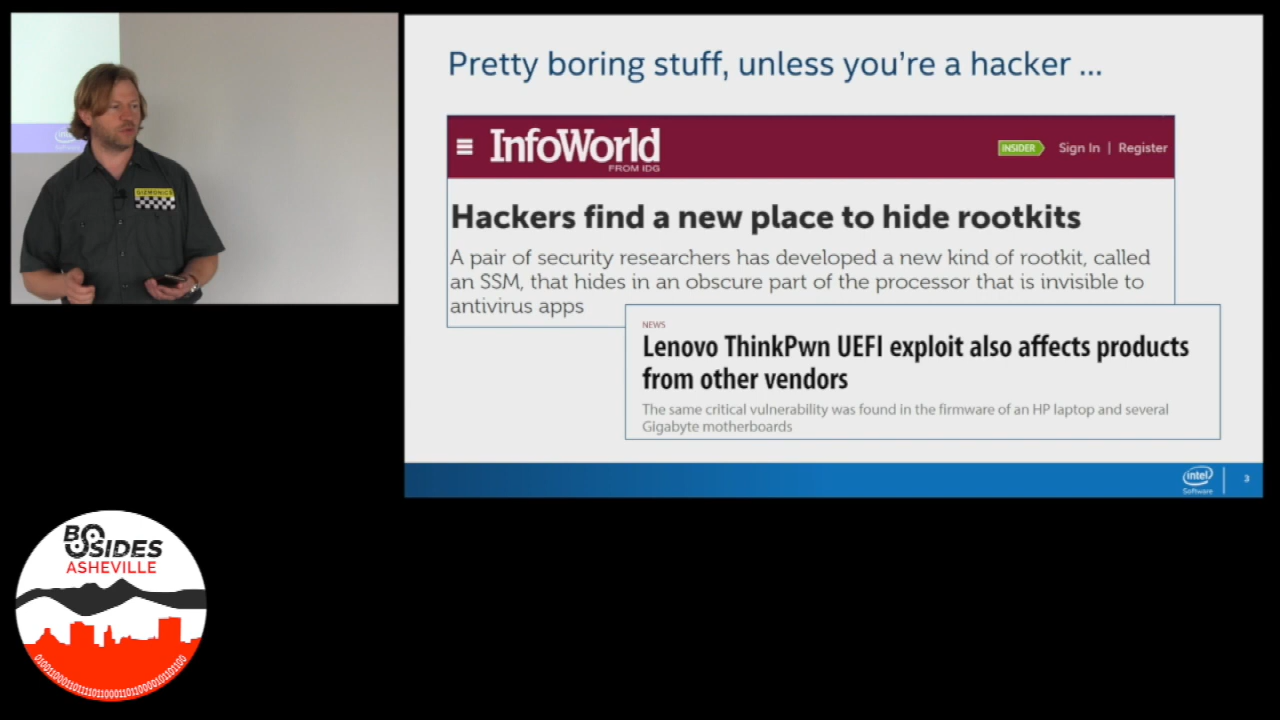 Pretty boring stuff, unless you're a hacker ...
InfoWorld
FROM IDG
INSIDER
Sign In | Register
Hackers find a new place to hide rootkits
A pair of security researchers has developed a new kind of rootkit, called
an SSM, that hides in an obscure part of the processor that is invisible to
antivirus apps
NEWS
Lenovo ThinkPwn UEFI exploit also affects products
from other vendors
The same critical vulnerability was found in the firmware of an HP laptop and several
Gigabyte motherboards
intel
Software
3
GIZMONICS
BSIDES
ASHEVILLE